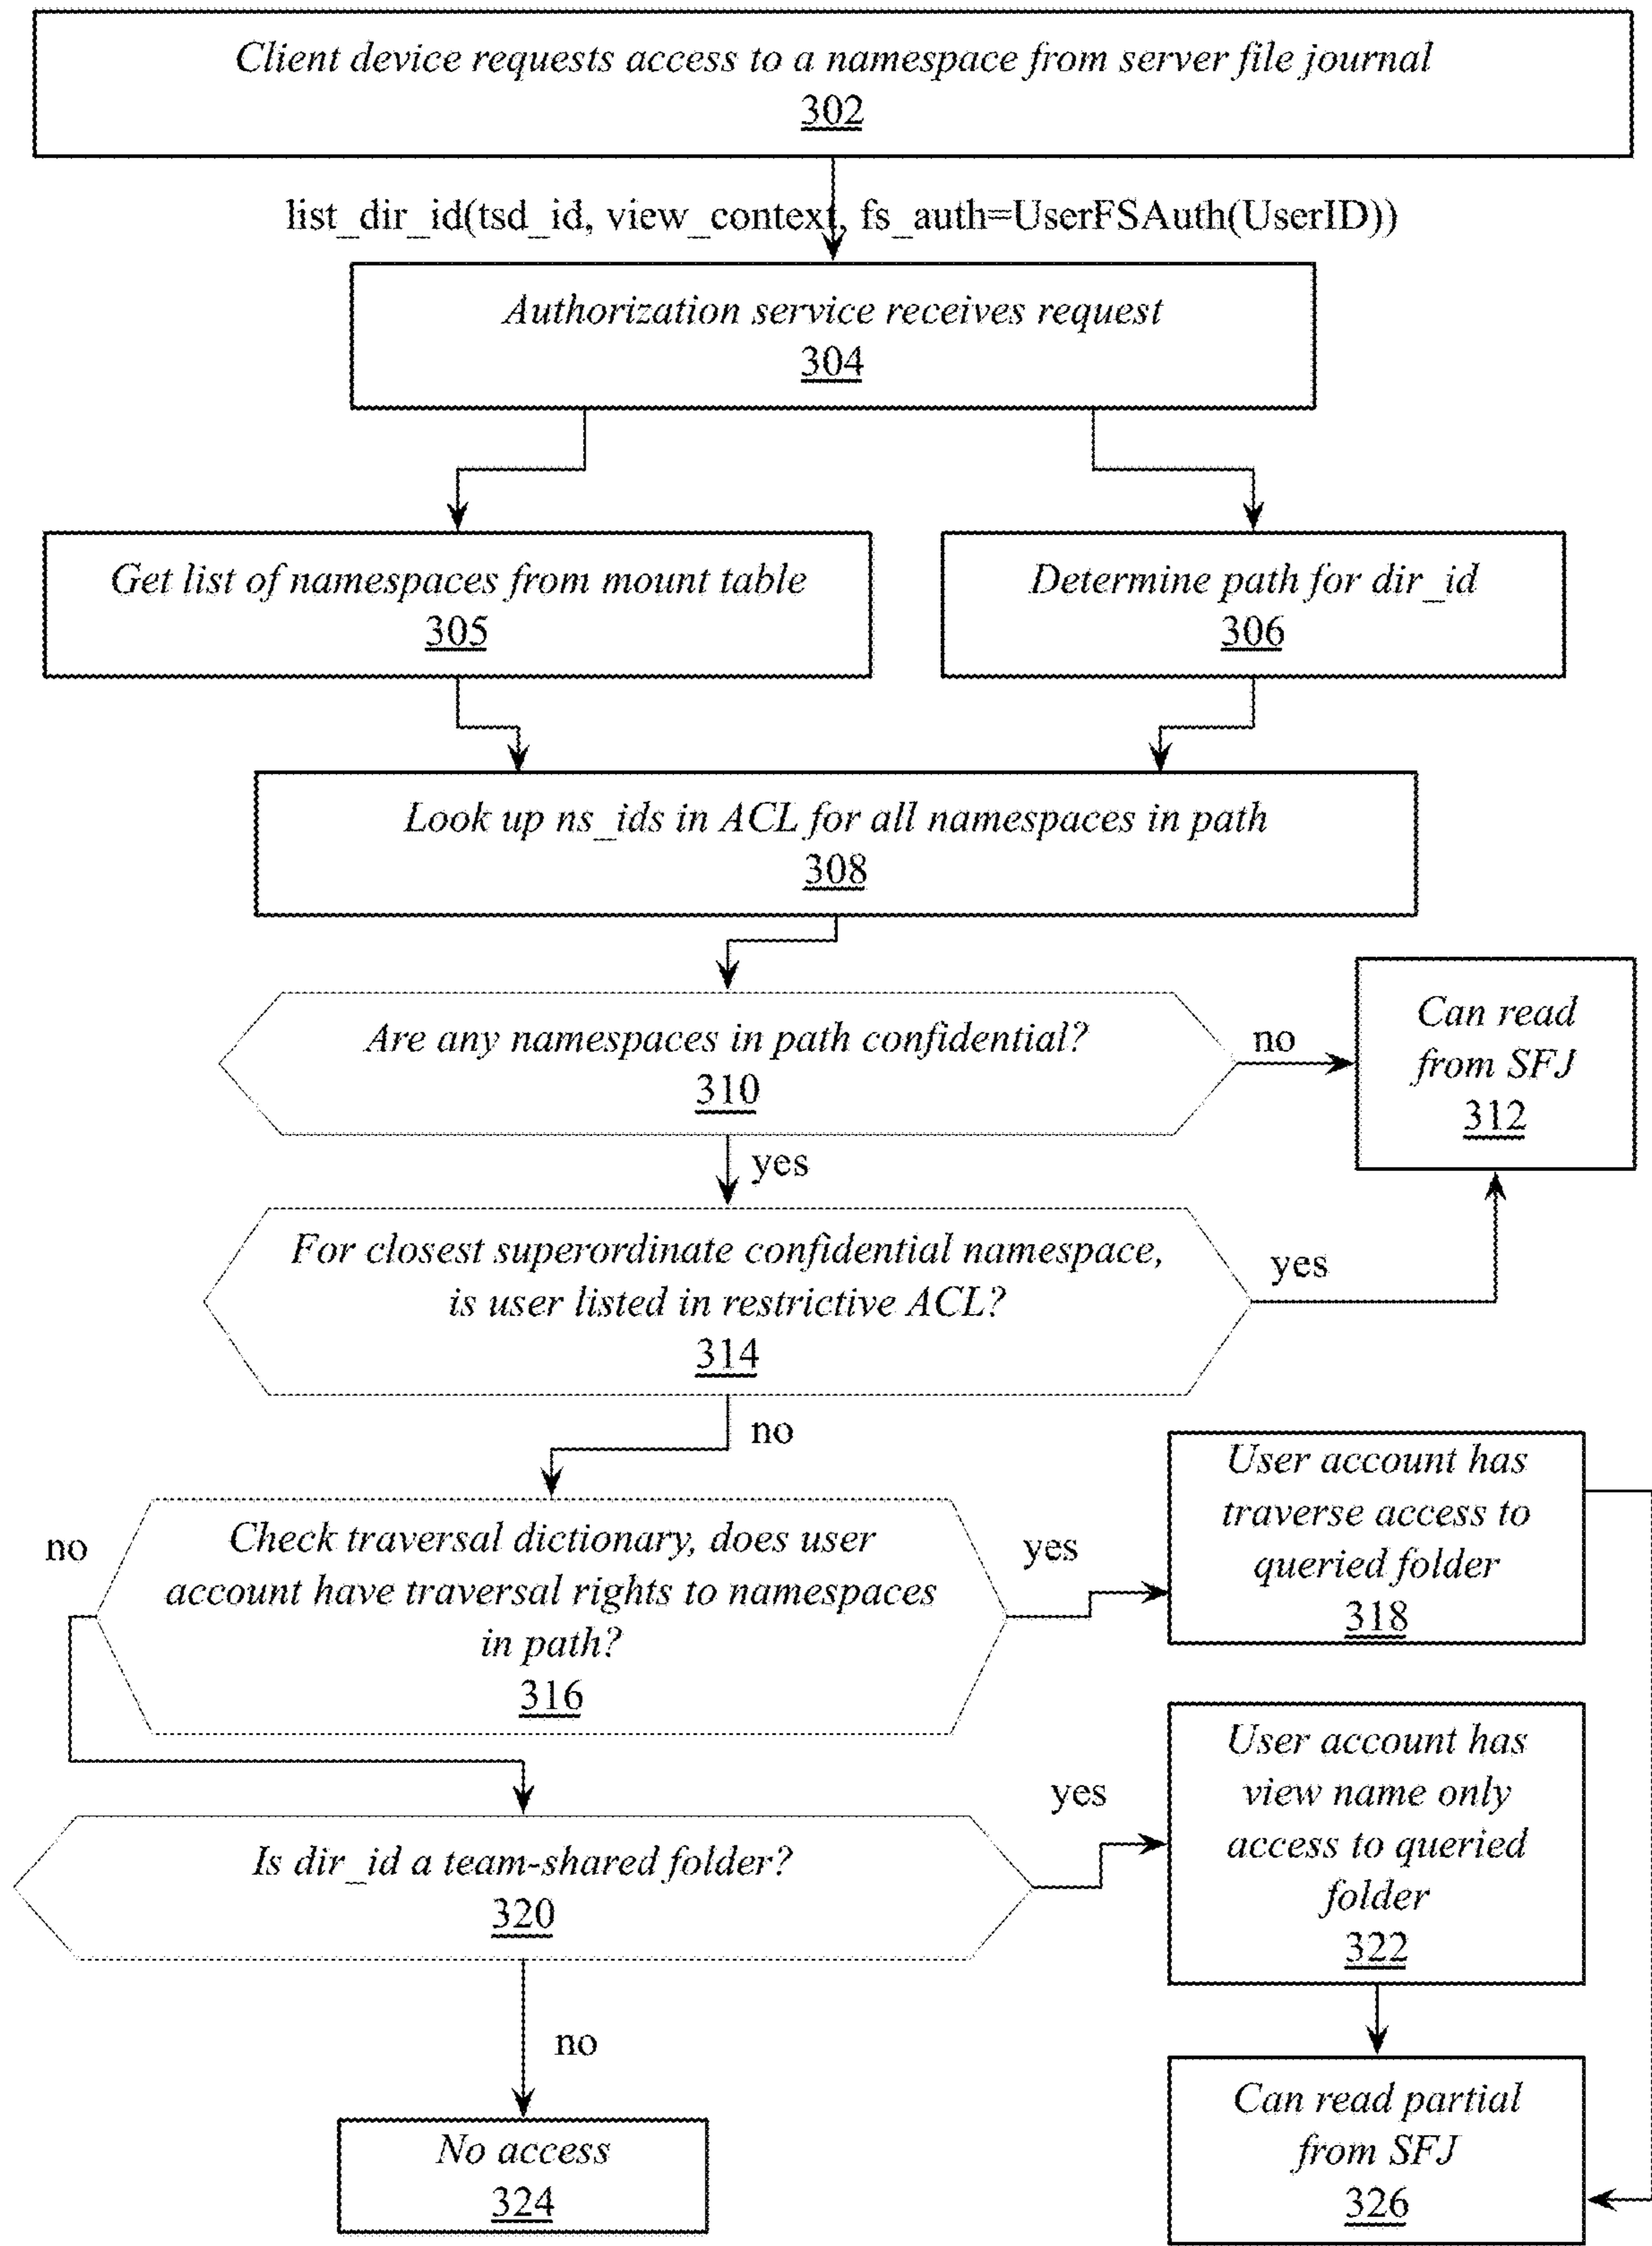 Client device requests access to a namespace from server file journal
302
list_dir_id(tsd_id, view_context, fs_auth=UserFSAuth(UserID))
Authorization service receives request
304
Get list of namespaces from mount table
305
Determine path for dir_id
306
Look up ns_ids in ACL for all namespaces in path
308
Are any namespaces in path confidential?
310
no
Can read
from SFJ
312
yes
For closest superordinate confidential namespace,
is user listed in restrictive ACL?
314
yes
no
Check traversal dictionary, does user
account have traversal rights to namespaces
in path?
316
no
yes
User account has
traverse access to
queried folder
318
Is dir_id a team-shared folder?
320
yes
User account has
view name only
access to queried
folder
322
no
No access
324
Can read partial
from SFJ
326